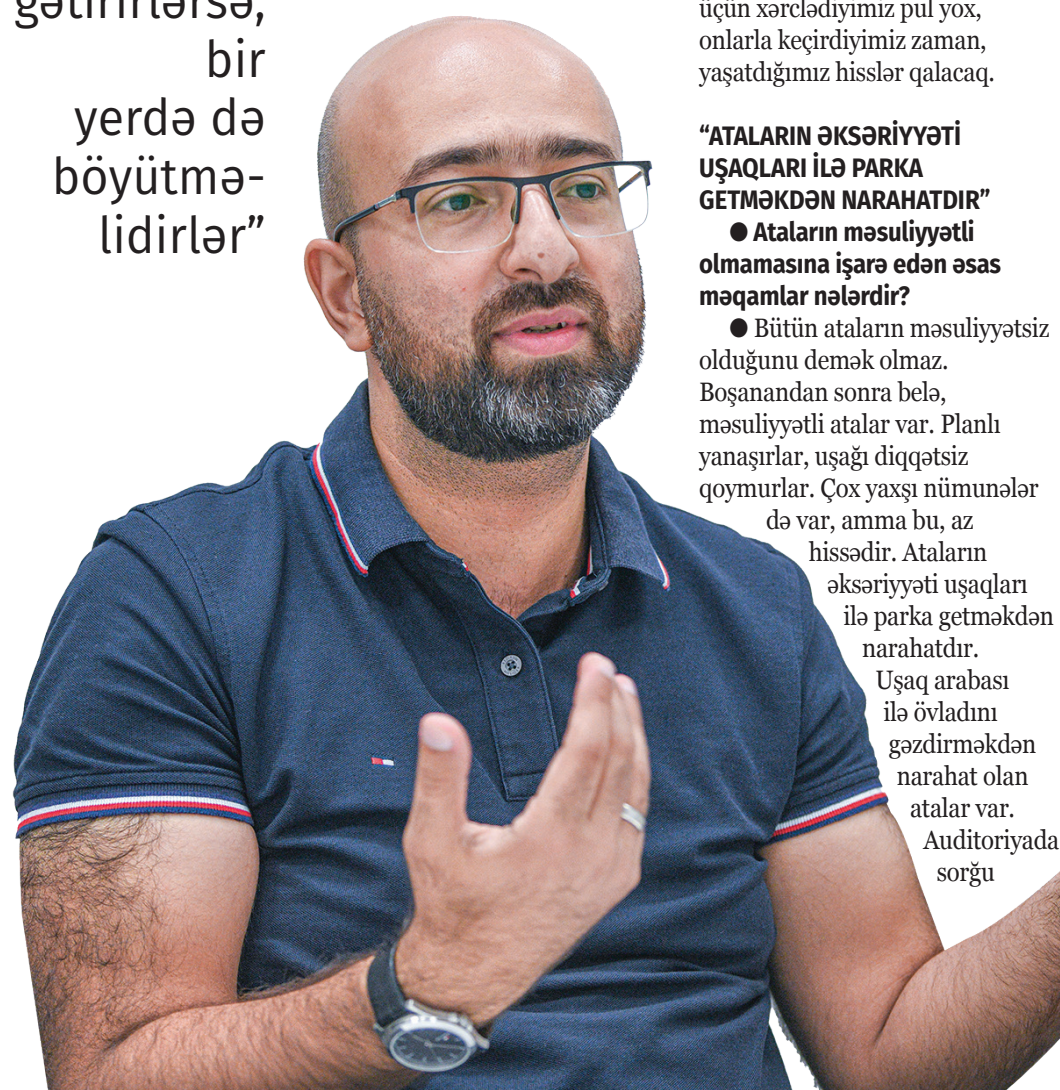 gətirirlərsə,
bir
yerdə də
böyütmə-
lidirlər”
üçün xərclədiyimiz pul yox,
onlarla keçirdiyimiz zaman,
yaşatdığımız hisslər qalacaq.
“ATALARIN ƏKSƏRİYYƏTİ
UŞAQLARI İLƏ PARKA
GETMƏKDƏN NARAHATDIR”
● Ataların məsuliyyətli
olmamasına işarə edən əsas
məqamlar nələrdir?
● Bütün ataların məsuliyyətsiz
olduğunu demək olmaz.
Boşanandan sonra belə,
məsuliyyətli atalar var. Planlı
yanaşırlar, uşağı diqqətsiz
qoymurlar. Çox yaxşı nümunələr
də var, amma bu, az
hissədir. Ataların
əksəriyyəti uşaqları
ilə parka getməkdən
narahatdır.
Uşaq arabası
ilə övladını
gəzdirməkdən
narahat olan
atalar var.
Auditoriyada
sorğu